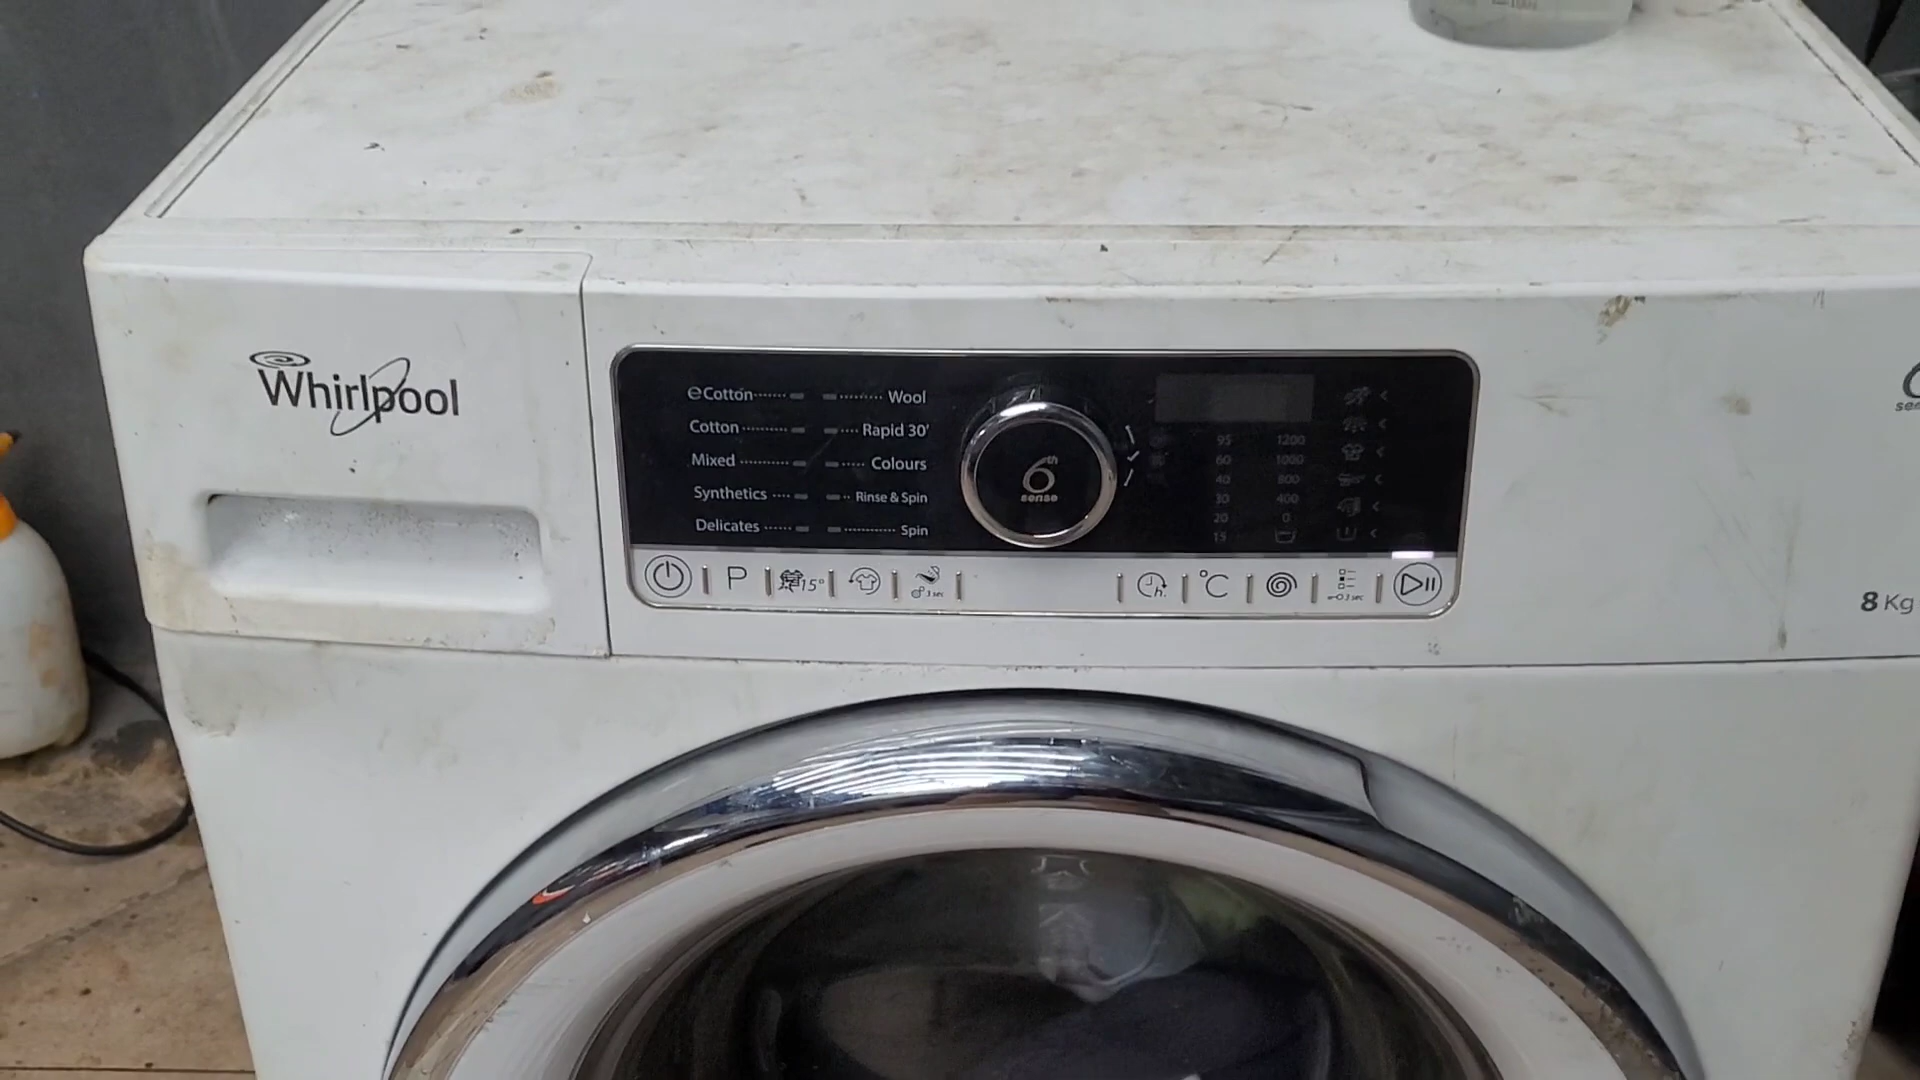 Whirlpool
eCotton
Cotton
Mixed
Synthetics
Delicates
Wool
Rapid 30’
Colours
Rinse & Spin
Spin
6th
sense
95 1200
60 1000
40 800
30 400
20 0
15
P
15°
3 sec
h.
°C
3 sec
8 Kg